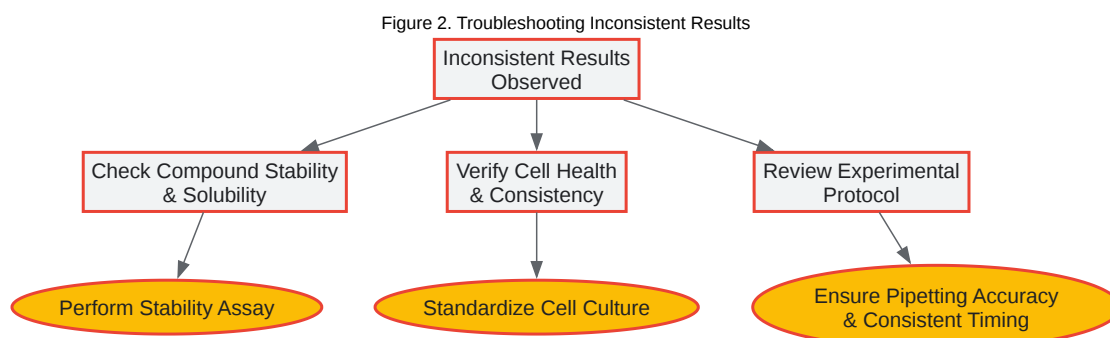 Figure 2. Troubleshooting Inconsistent Results
Inconsistent Results
Observed
Check Compound Stability
& Solubility
Verify Cell Health
& Consistency
Review Experimental
Protocol
Perform Stability Assay
Standardize Cell Culture
Ensure Pipetting Accuracy
& Consistent Timing